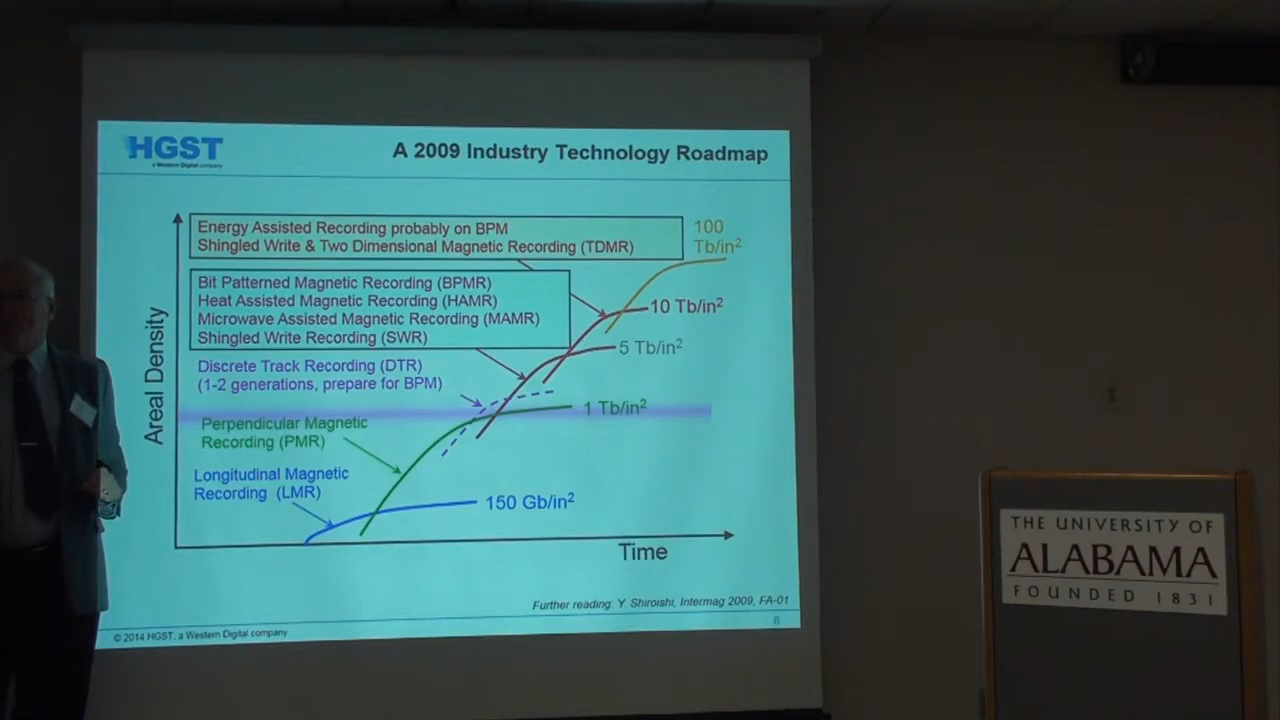 HGST
a Western Digital company
A 2009 Industry Technology Roadmap
Energy Assisted Recording probably on BPM
Shingled Write & Two Dimensional Magnetic Recording (TDMR)
100
Tb/in²
Bit Patterned Magnetic Recording (BPMR)
Heat Assisted Magnetic Recording (HAMR)
Microwave Assisted Magnetic Recording (MAMR)
Shingled Write Recording (SWR)
10 Tb/in²
5 Tb/in²
Discrete Track Recording (DTR)
(1-2 generations, prepare for BPM)
1 Tb/in²
Perpendicular Magnetic
Recording (PMR)
Longitudinal Magnetic
Recording (LMR)
150 Gb/in²
Areal Density
Time
Further reading: Y. Shiroishi, Intermag 2009, FA-01
8
© 2014 HGST, a Western Digital company
THE UNIVERSITY OF
ALABAMA
FOUNDED 1831